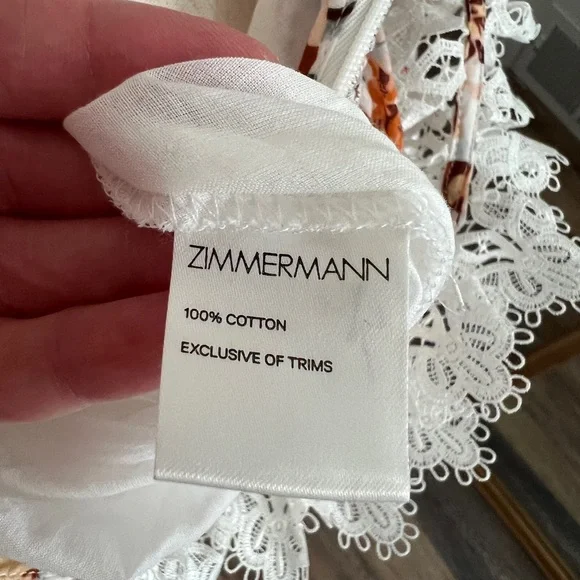 ZIMMERMANN
100% COTTON
EXCLUSIVE OF TRIMS